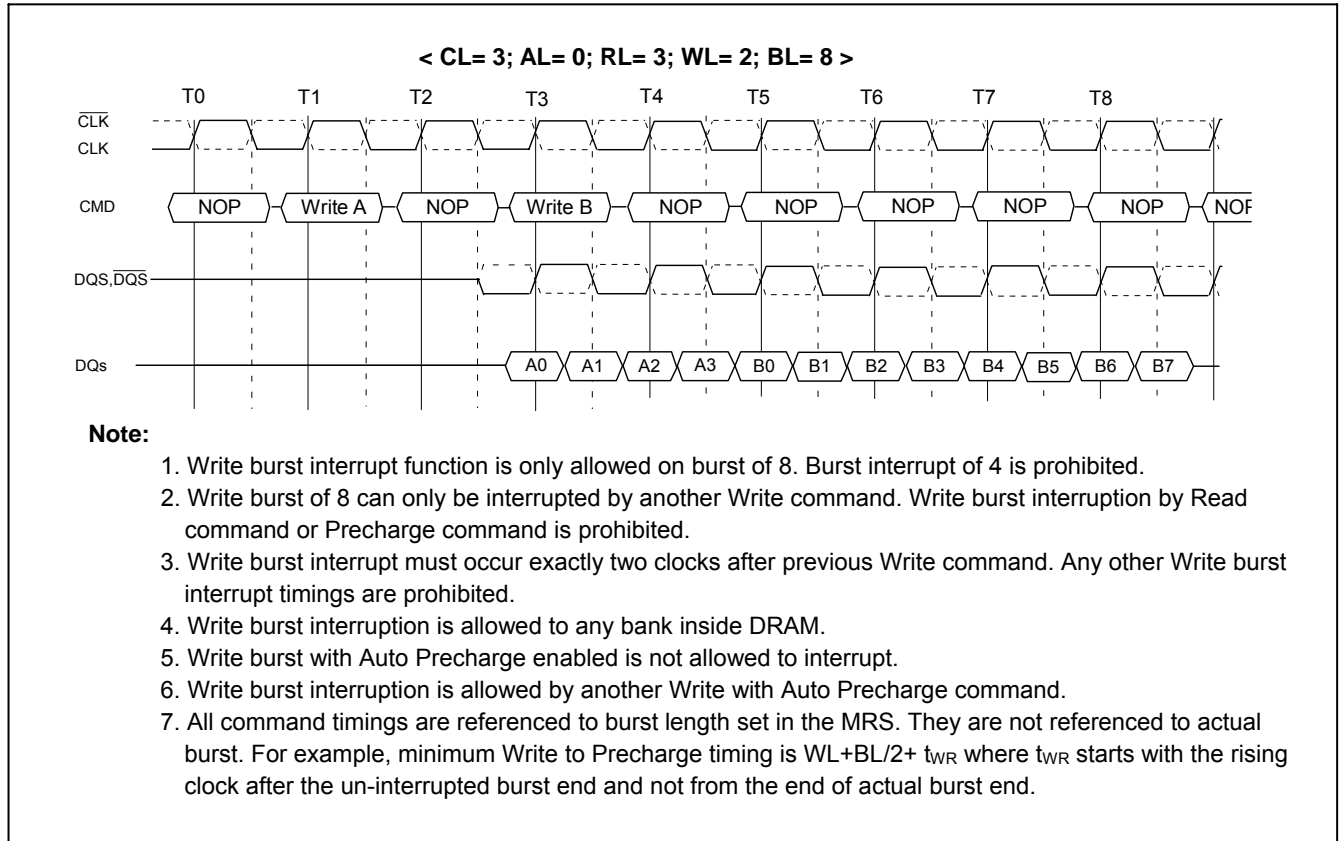 < CL= 3; AL= 0; RL= 3; WL= 2; BL= 8 >
T0 T1 T2 T3 T4 T5 T6 T7 T8
CLK
CLK
CMD NOP Write A NOP Write B NOP NOP NOP NOP NOP NOP
DQS,DQS
DQs A0 A1 A2 A3 B0 B1 B2 B3 B4 B5 B6 B7
Note:
1. Write burst interrupt function is only allowed on burst of 8. Burst interrupt of 4 is prohibited.
2. Write burst of 8 can only be interrupted by another Write command. Write burst interruption by Read
command or Precharge command is prohibited.
3. Write burst interrupt must occur exactly two clocks after previous Write command. Any other Write burst
interrupt timings are prohibited.
4. Write burst interruption is allowed to any bank inside DRAM.
5. Write burst with Auto Precharge enabled is not allowed to interrupt.
6. Write burst interruption is allowed by another Write with Auto Precharge command.
7. All command timings are referenced to burst length set in the MRS. They are not referenced to actual
burst. For example, minimum Write to Precharge timing is WL+BL/2+ tWR where tWR starts with the rising
clock after the un-interrupted burst end and not from the end of actual burst end.